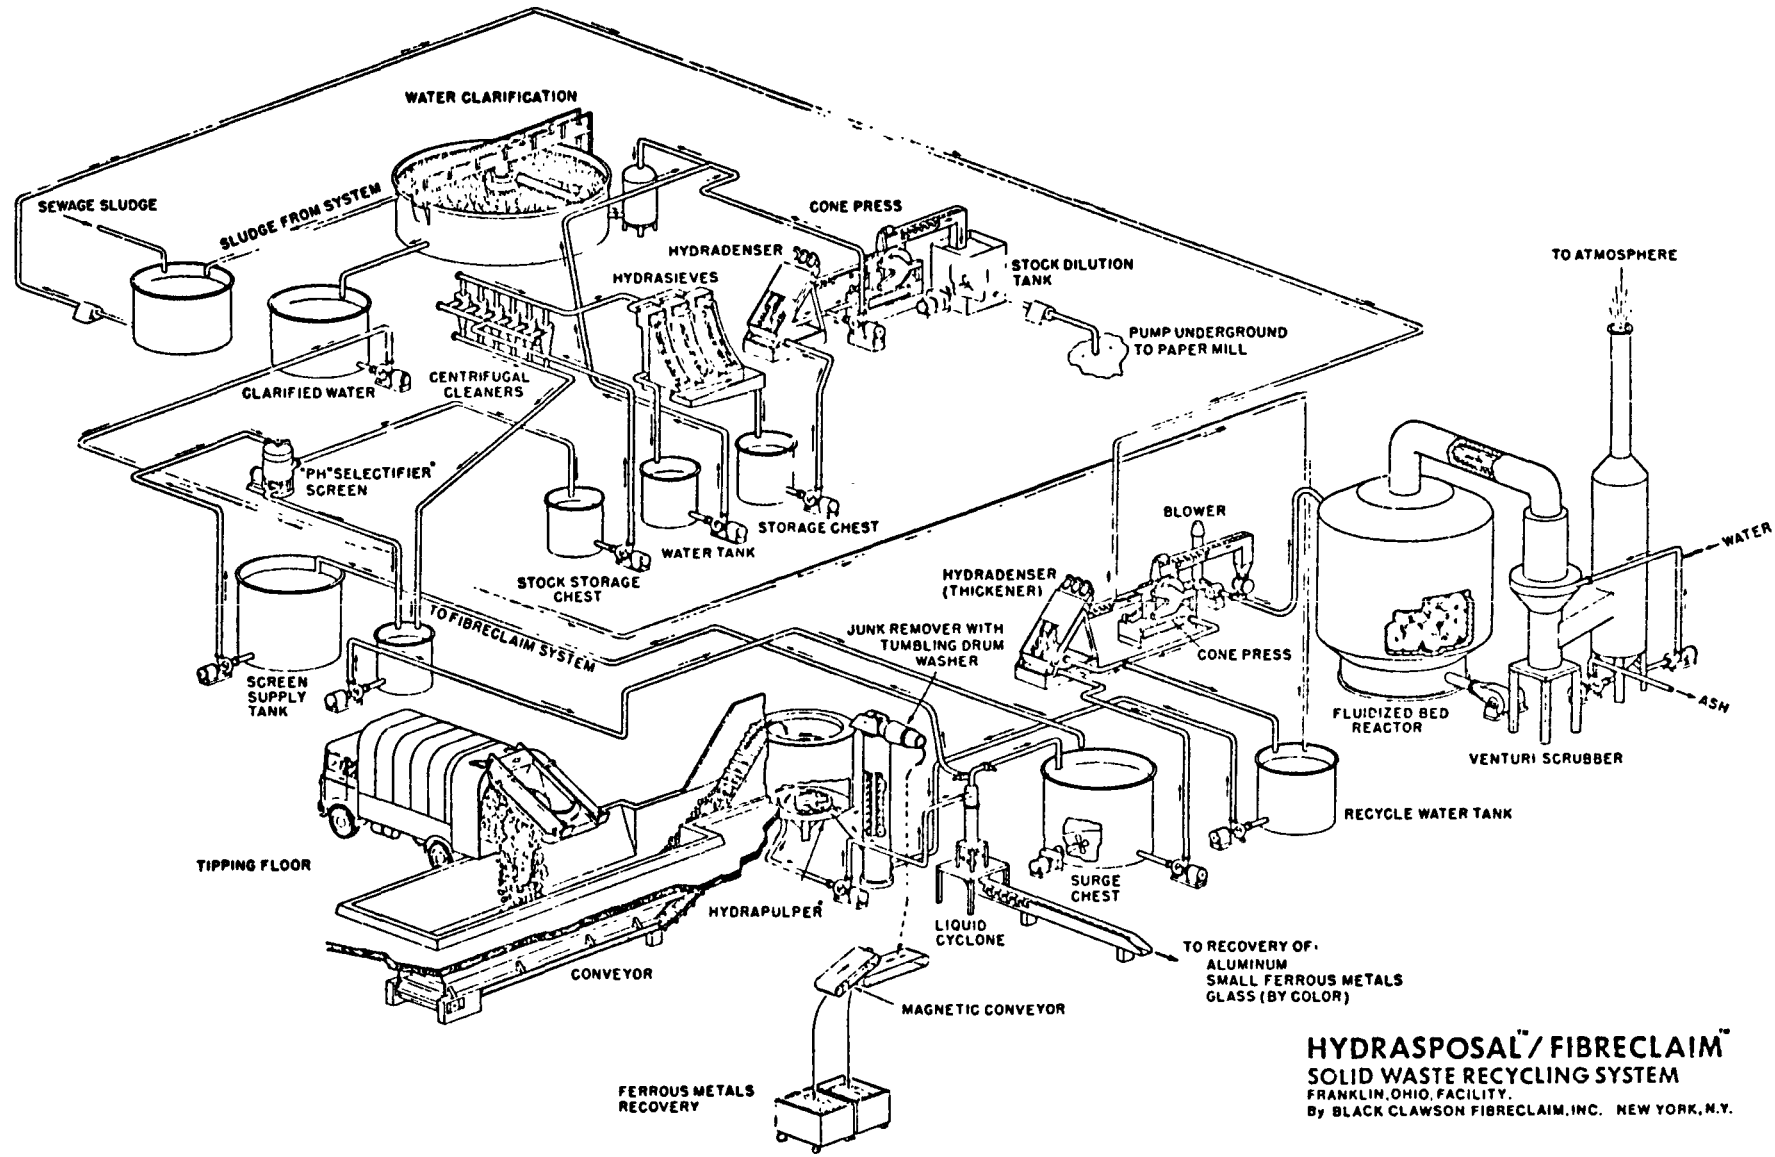 WATER CLARIFICATION
SEWAGE SLUDGE
SLUDGE FROM SYSTEM
CONE PRESS
HYDRADENSER
HYDRASIEVES
STOCK DILUTION
TANK
TO ATMOSPHERE
PUMP UNDERGROUND
TO PAPER MILL
CLARIFIED WATER
CENTRIFUGAL
CLEANERS
"PH"SELECTIFIER"
SCREEN
STORAGE CHEST
WATER TANK
STOCK STORAGE
CHEST
BLOWER
WATER
HYDRADENSER
(THICKENER)
TO FIBRECLAIM SYSTEM
JUNK REMOVER WITH
TUMBLING DRUM
WASHER
CONE PRESS
SCREEN
SUPPLY
TANK
ASH
FLUIDIZED BED
REACTOR
VENTURI SCRUBBER
RECYCLE WATER TANK
TIPPING FLOOR
SURGE
CHEST
HYDRAPULPER®
LIQUID
CYCLONE
CONVEYOR
TO RECOVERY OF:
ALUMINUM
SMALL FERROUS METALS
GLASS (BY COLOR)
MAGNETIC CONVEYOR
FERROUS METALS
RECOVERY
HYDRASPOSAL™/FIBRECLAIM™
SOLID WASTE RECYCLING SYSTEM
FRANKLIN, OHIO, FACILITY.
By BLACK CLAWSON FIBRECLAIM, INC. NEW YORK, N.Y.